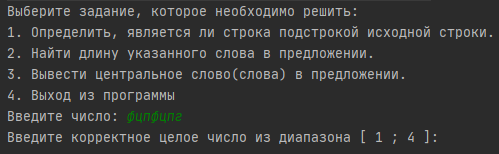 Выберите задание, которое необходимо решить:
1. Определить, является ли строка подстрокой исходной строки.
2. Найти длину указанного слова в предложении.
3. Вывести центральное слово(слова) в предложении.
4. Выход из программы
Введите число: фцпфцпг
Введите корректное целое число из диапазона [ 1 ; 4 ]: